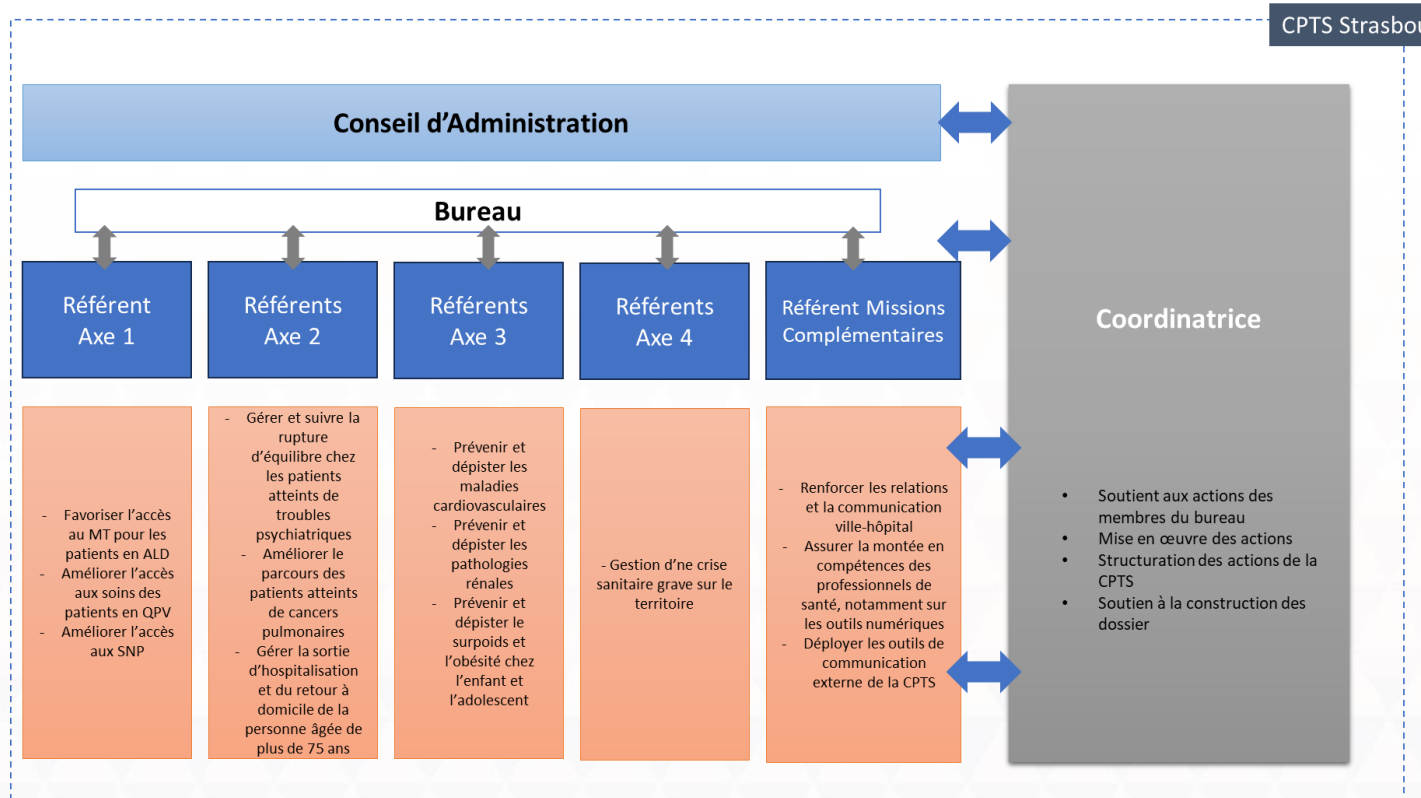 CPTS Strasbou
Conseil d'Administration
Bureau
Référent
Axe 1
Référents
Axe 2
Référents
Axe 3
Référents
Axe 4
Référent Missions
Complémentaires
Coordinatrice
- Favoriser l'accès
au MT pour les
patients en ALD
- Améliorer l'accès
aux soins des
patients en QPV
- Améliorer l'accès
aux SNP
- Gérer et suivre la
rupture
d'équilibre chez
les patients
atteints de
troubles
psychiatriques
- Améliorer le
parcours des
patients atteints
de cancers
pulmonaires
- Gérer la sortie
d'hospitalisation
et du retour à
domicile de la
personne âgée de
plus de 75 ans
- Prévenir et
dépister les
maladies
cardiovasculaires
- Prévenir et
dépister les
pathologies
rénales
- Prévenir et
dépister le
surpoids et
l'obésité chez
l'enfant et
l'adolescent
- Gestion d'ne crise
sanitaire grave sur le
territoire
- Renforcer les relations
et la communication
ville-hôpital
- Assurer la montée en
compétences des
professionnels de
santé, notamment sur
les outils numériques
- Déployer les outils de
communication
externe de la CPTS
• Soutient aux actions des
membres du bureau
• Mise en œuvre des actions
• Structuration des actions de la
CPTS
• Soutien à la construction des
dossier